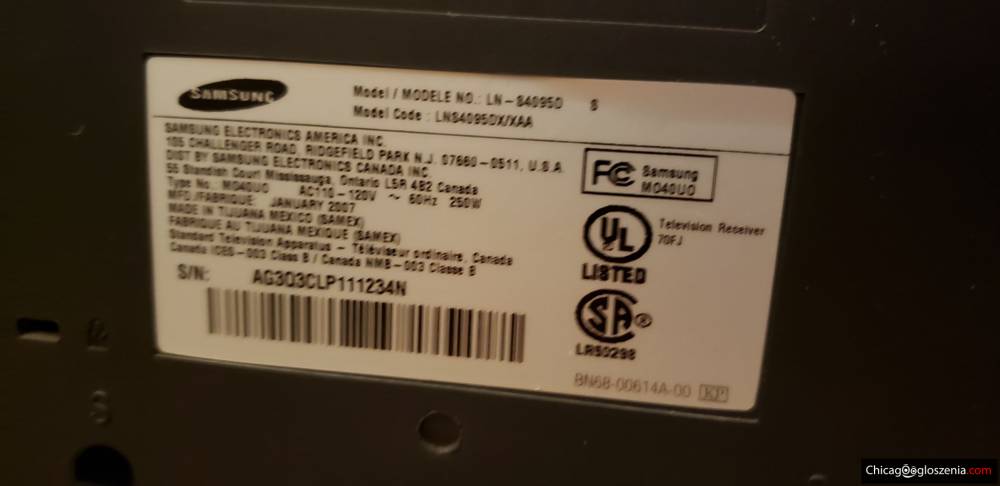 SAMSUNG
Model / MODELE NO.: LN-S4095D S
Model Code : LNS4095DX/XAA
SAMSUNG ELECTRONICS AMERICA INC.
105 CHALLENGER ROAD, RIDGEFIELD PARK N.J. 07660-0511, U.S.A
DIST BY SAMSUNG ELECTRONICS CANADA INC.
55 Standish Court Mississauga, Ontario L5R 4B2 Canada
Type No.: MO40UO AC110-120V ~ 60Hz 250W
MFD./FABRIQUE: JANUARY 2007
MADE IN TIJUANA MEXICO (SAMEX)
FABRIQUE AU TIJUANA MEXIQUE (SAMEX)
Standard Television Apparatus - Téléviseur ordinaire, Canada
Canada ICES-003 Class B / Canada NMB-003 Classe B
S/N: AG3Q3CLP111234N
FC Samsung
MO40UO
UL
LISTED
Television Receiver
70FJ
SA ®
LR50298
BN68-00614A-00 KP
Chicagoogloszenia.com